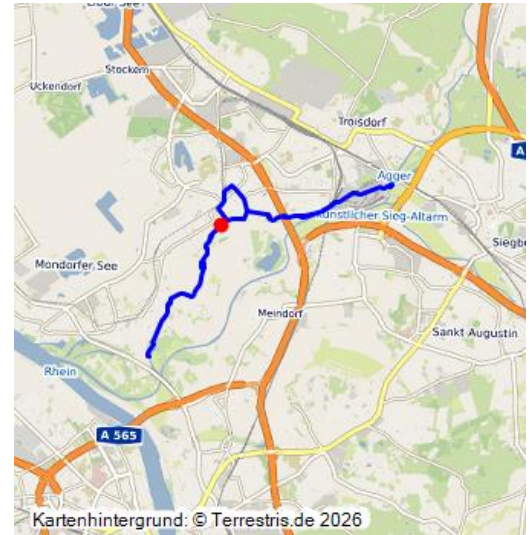 Stockem
Uckendorf
Troisdorf
A
Agger
künstlicher Sieg-Altarm
Siegb
Mondorfer See
Meindorf
Sankt Augustin
Rhein
A 565
Kartenhintergrund: © Terrestris.de 2026